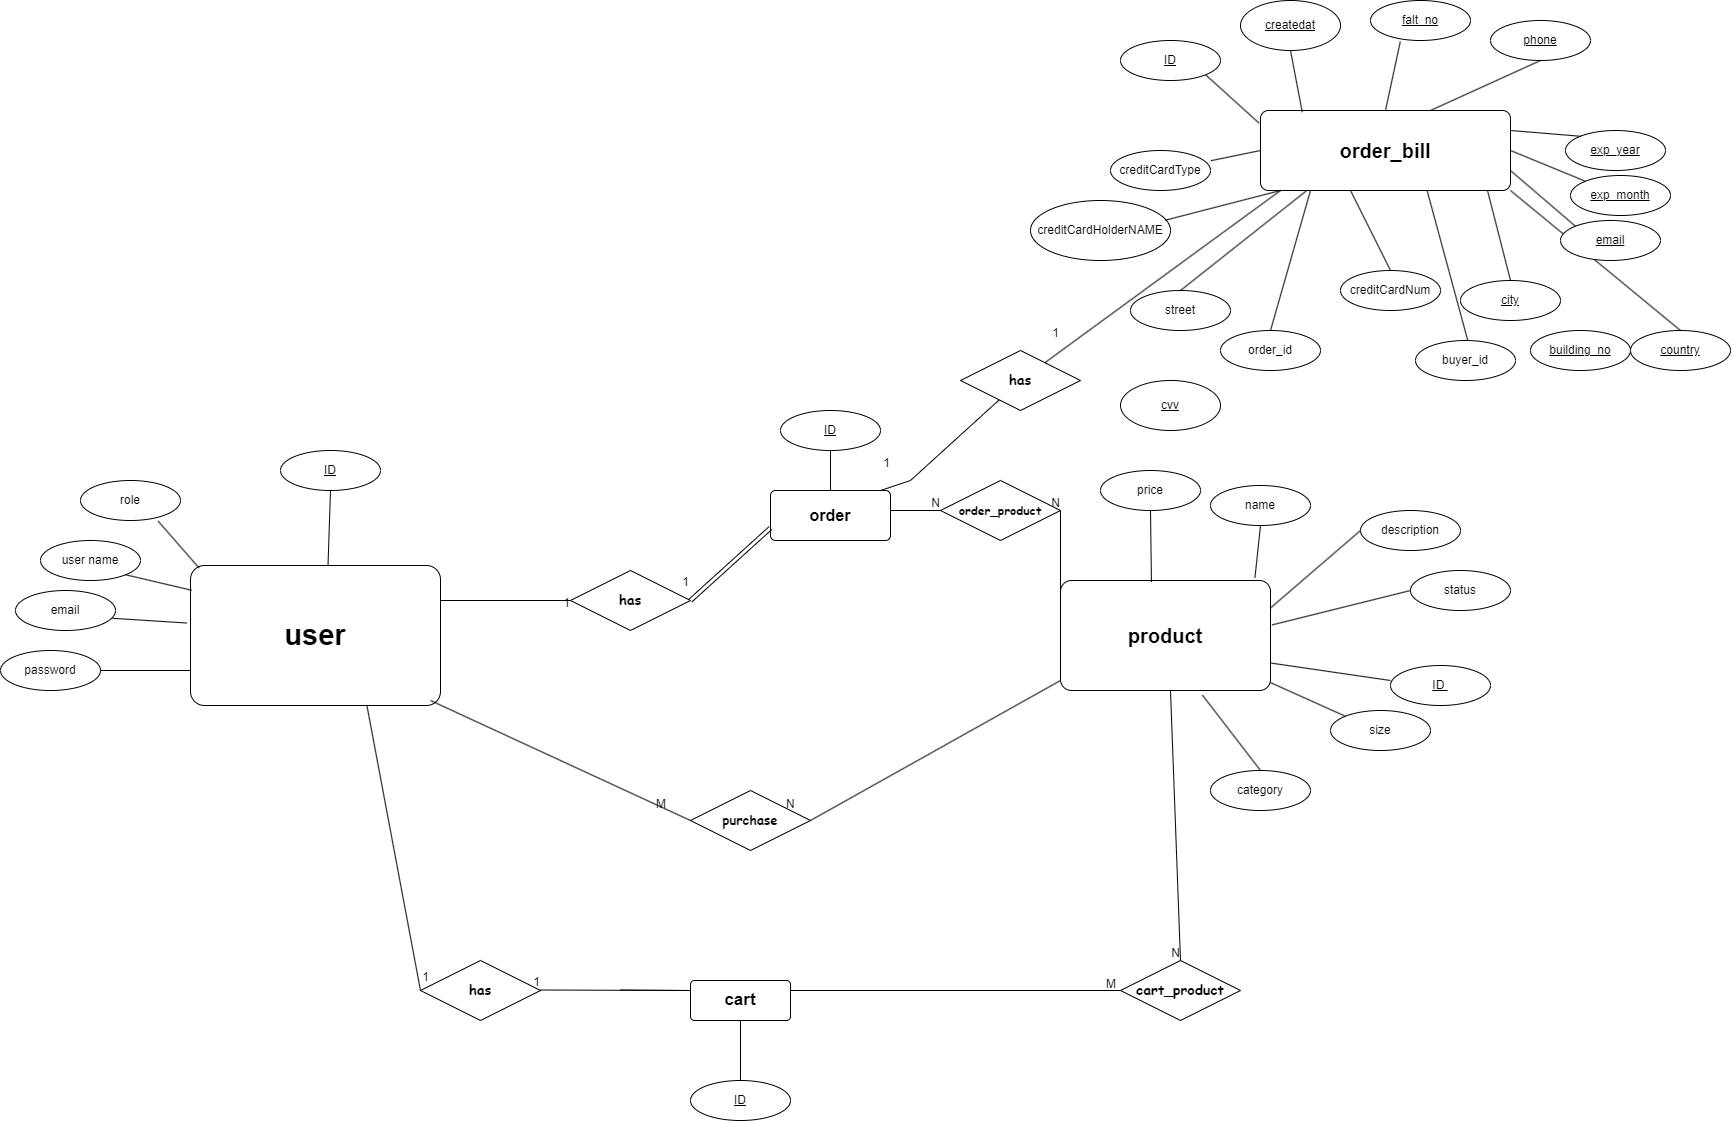 createdat
falt_no
phone
ID
order_bill
exp_year
creditCardType
exp_month
creditCardHolderNAME
email
creditCardNum
city
street
1
order_id
building_no
country
buyer_id
has
cvv
ID
1
role
ID
price
name
N
N
order_product
order
description
user name
status
1
email
1
has
user
product
password
ID
size
category
M
N
purchase
N
1
1
M
has
cart
cart_product
ID